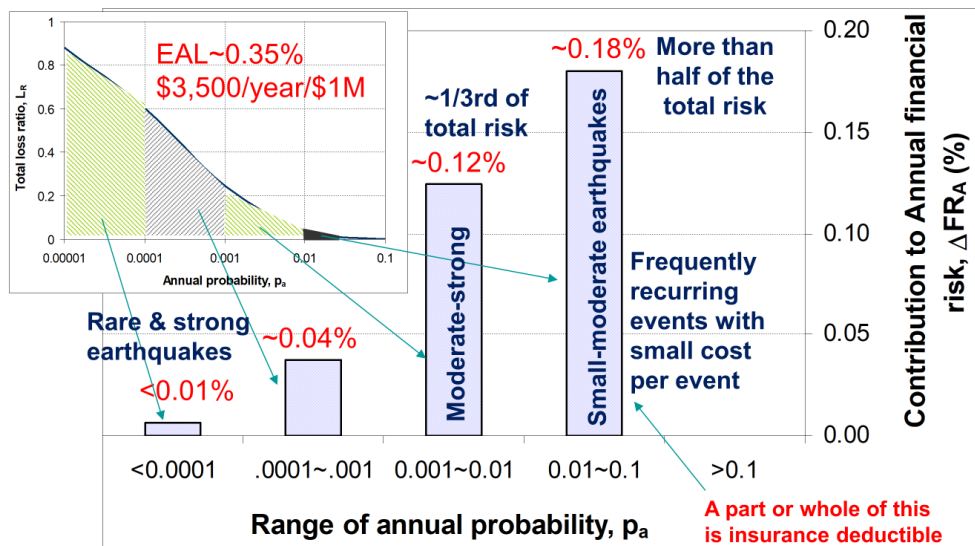 EAL~0.35%
$3,500/year/$1M
Total loss ratio, L_R
1
0.8
0.6
0.4
0.2
0
0.00001
0.0001
0.001
0.01
0.1
Annual probability, p_a
~0.18%
More than
half of the
total risk
~1/3rd of
total risk
~0.12%
Moderate-strong
Small-moderate earthquakes
Frequently
recurring
events with
small cost
per event
Rare & strong
earthquakes
~0.04%
<0.01%
0.20
0.15
0.10
0.05
0.00
Contribution to Annual financial
risk, ΔFR_A (%)
<0.0001
.0001~.001
0.001~0.01
0.01~0.1
>0.1
Range of annual probability, p_a
A part or whole of this
is insurance deductible